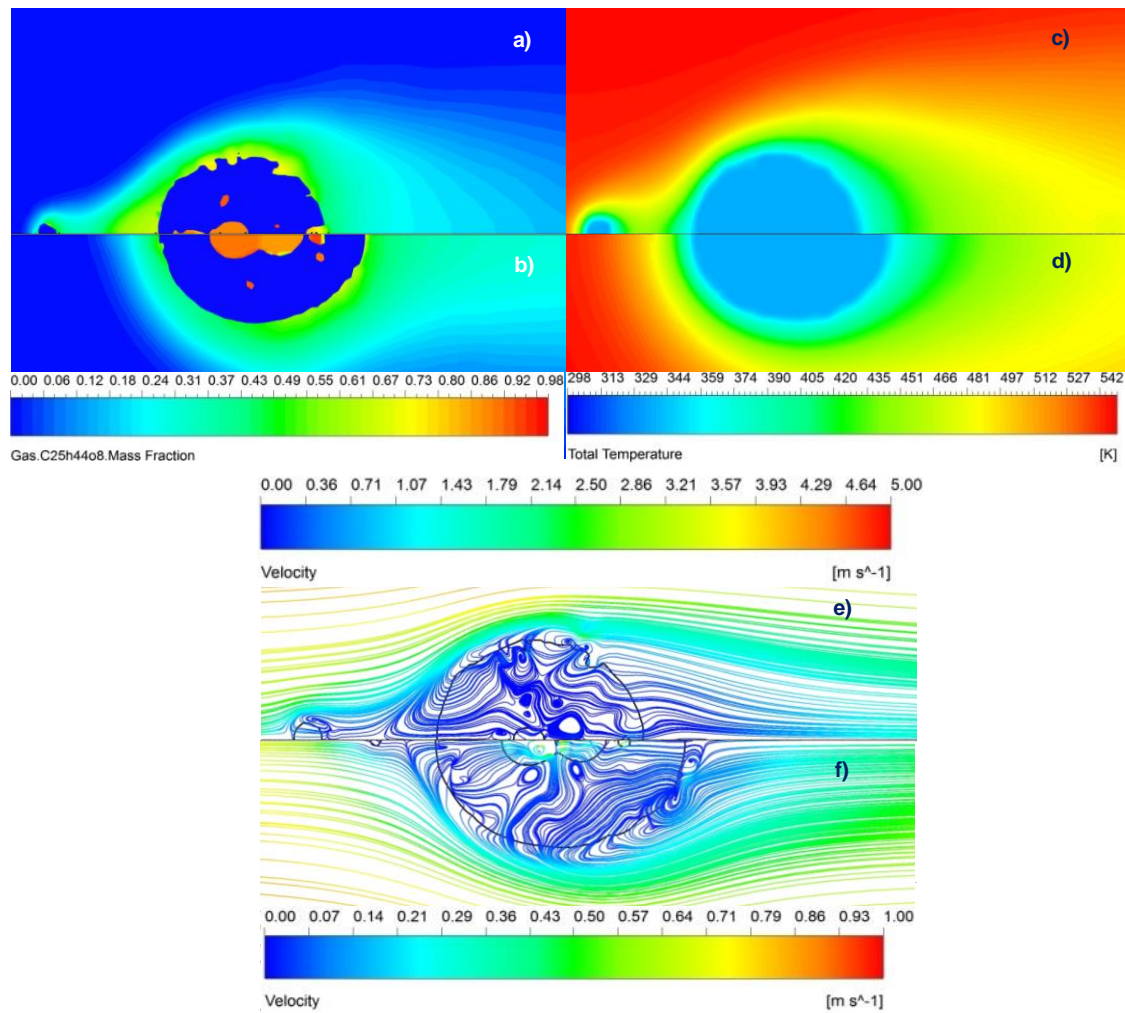 a)
c)
b)
d)
0.00 0.06 0.12 0.18 0.24 0.31 0.37 0.43 0.49 0.55 0.61 0.67 0.73 0.80 0.86 0.92 0.98
298 313 329 344 359 374 390 405 420 435 451 466 481 497 512 527 542
Gas.C25h44o8.Mass Fraction
Total Temperature [K]
0.00 0.36 0.71 1.07 1.43 1.79 2.14 2.50 2.86 3.21 3.57 3.93 4.29 4.64 5.00
Velocity [m s^-1]
e)
f)
0.00 0.07 0.14 0.21 0.29 0.36 0.43 0.50 0.57 0.64 0.71 0.79 0.86 0.93 1.00
Velocity [m s^-1]